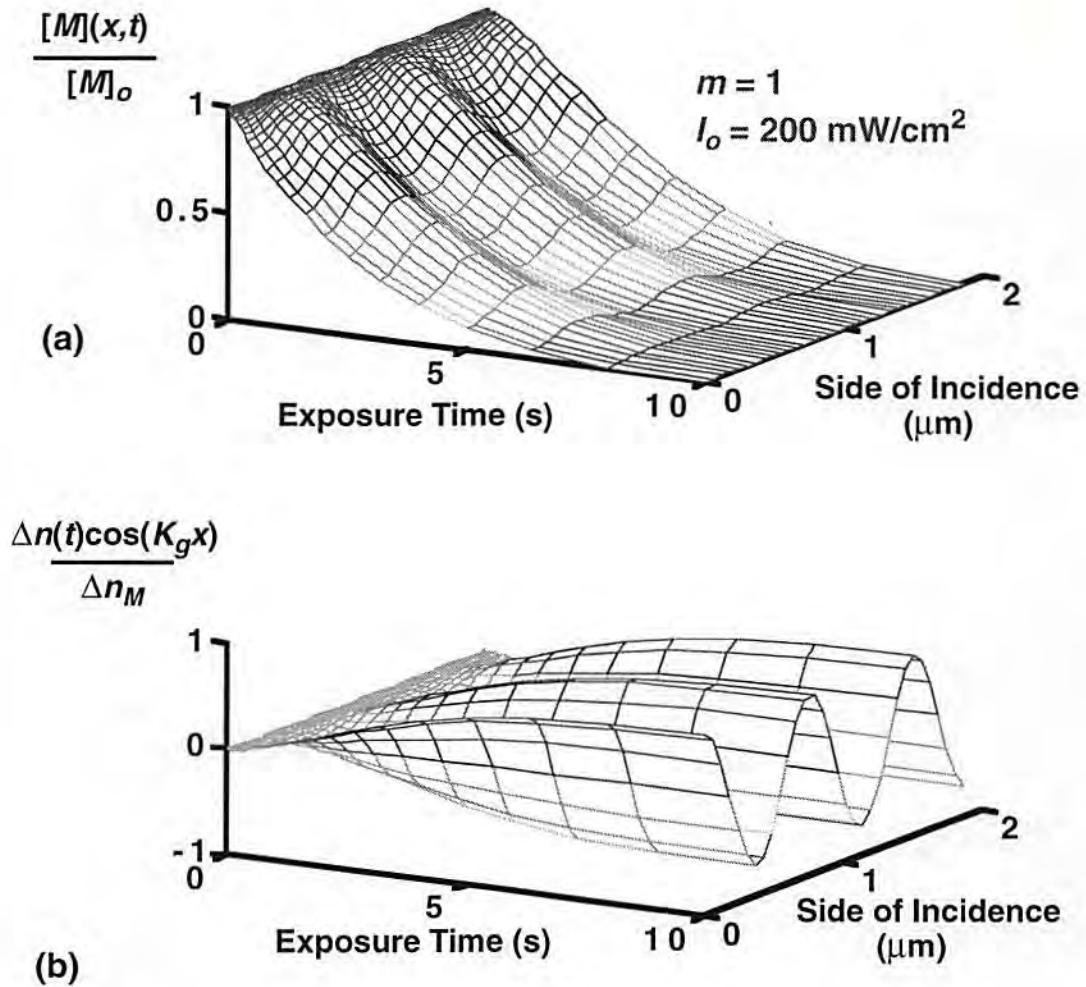 [M](x,t)
[M]o
m = 1
Io = 200 mW/cm²
1
0.5
0
0
5
10
0
1
2
(a)
Exposure Time (s)
Side of Incidence
(µm)
Δn(t)cos(Kgx)
ΔnM
1
0
-1
0
5
10
0
1
2
Exposure Time (s)
Side of Incidence
(µm)
(b)